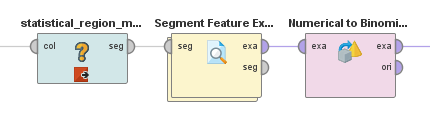 statistical_region_m... Segment Feature Ex... Numerical to Binomi...
col seg seg exa exa exa
seg ori